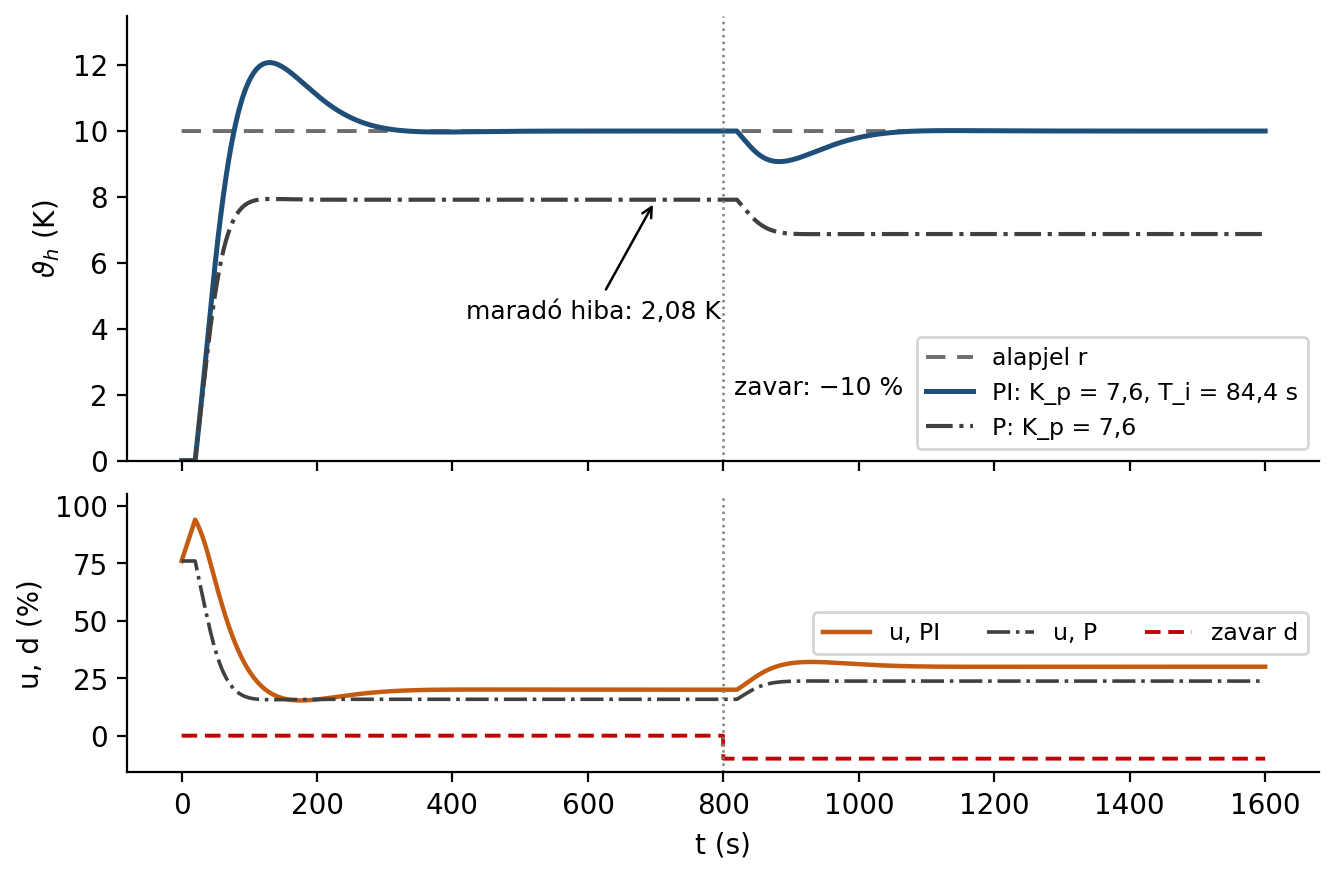 12
10
8
6
4
2
0
ϑ_h (K)
maradó hiba: 2,08 K
zavar: −10 %
alapjel r
PI: K_p = 7,6, T_i = 84,4 s
P: K_p = 7,6
100
75
50
25
0
u, d (%)
u, PI
u, P
zavar d
0 200 400 600 800 1000 1200 1400 1600
t (s)